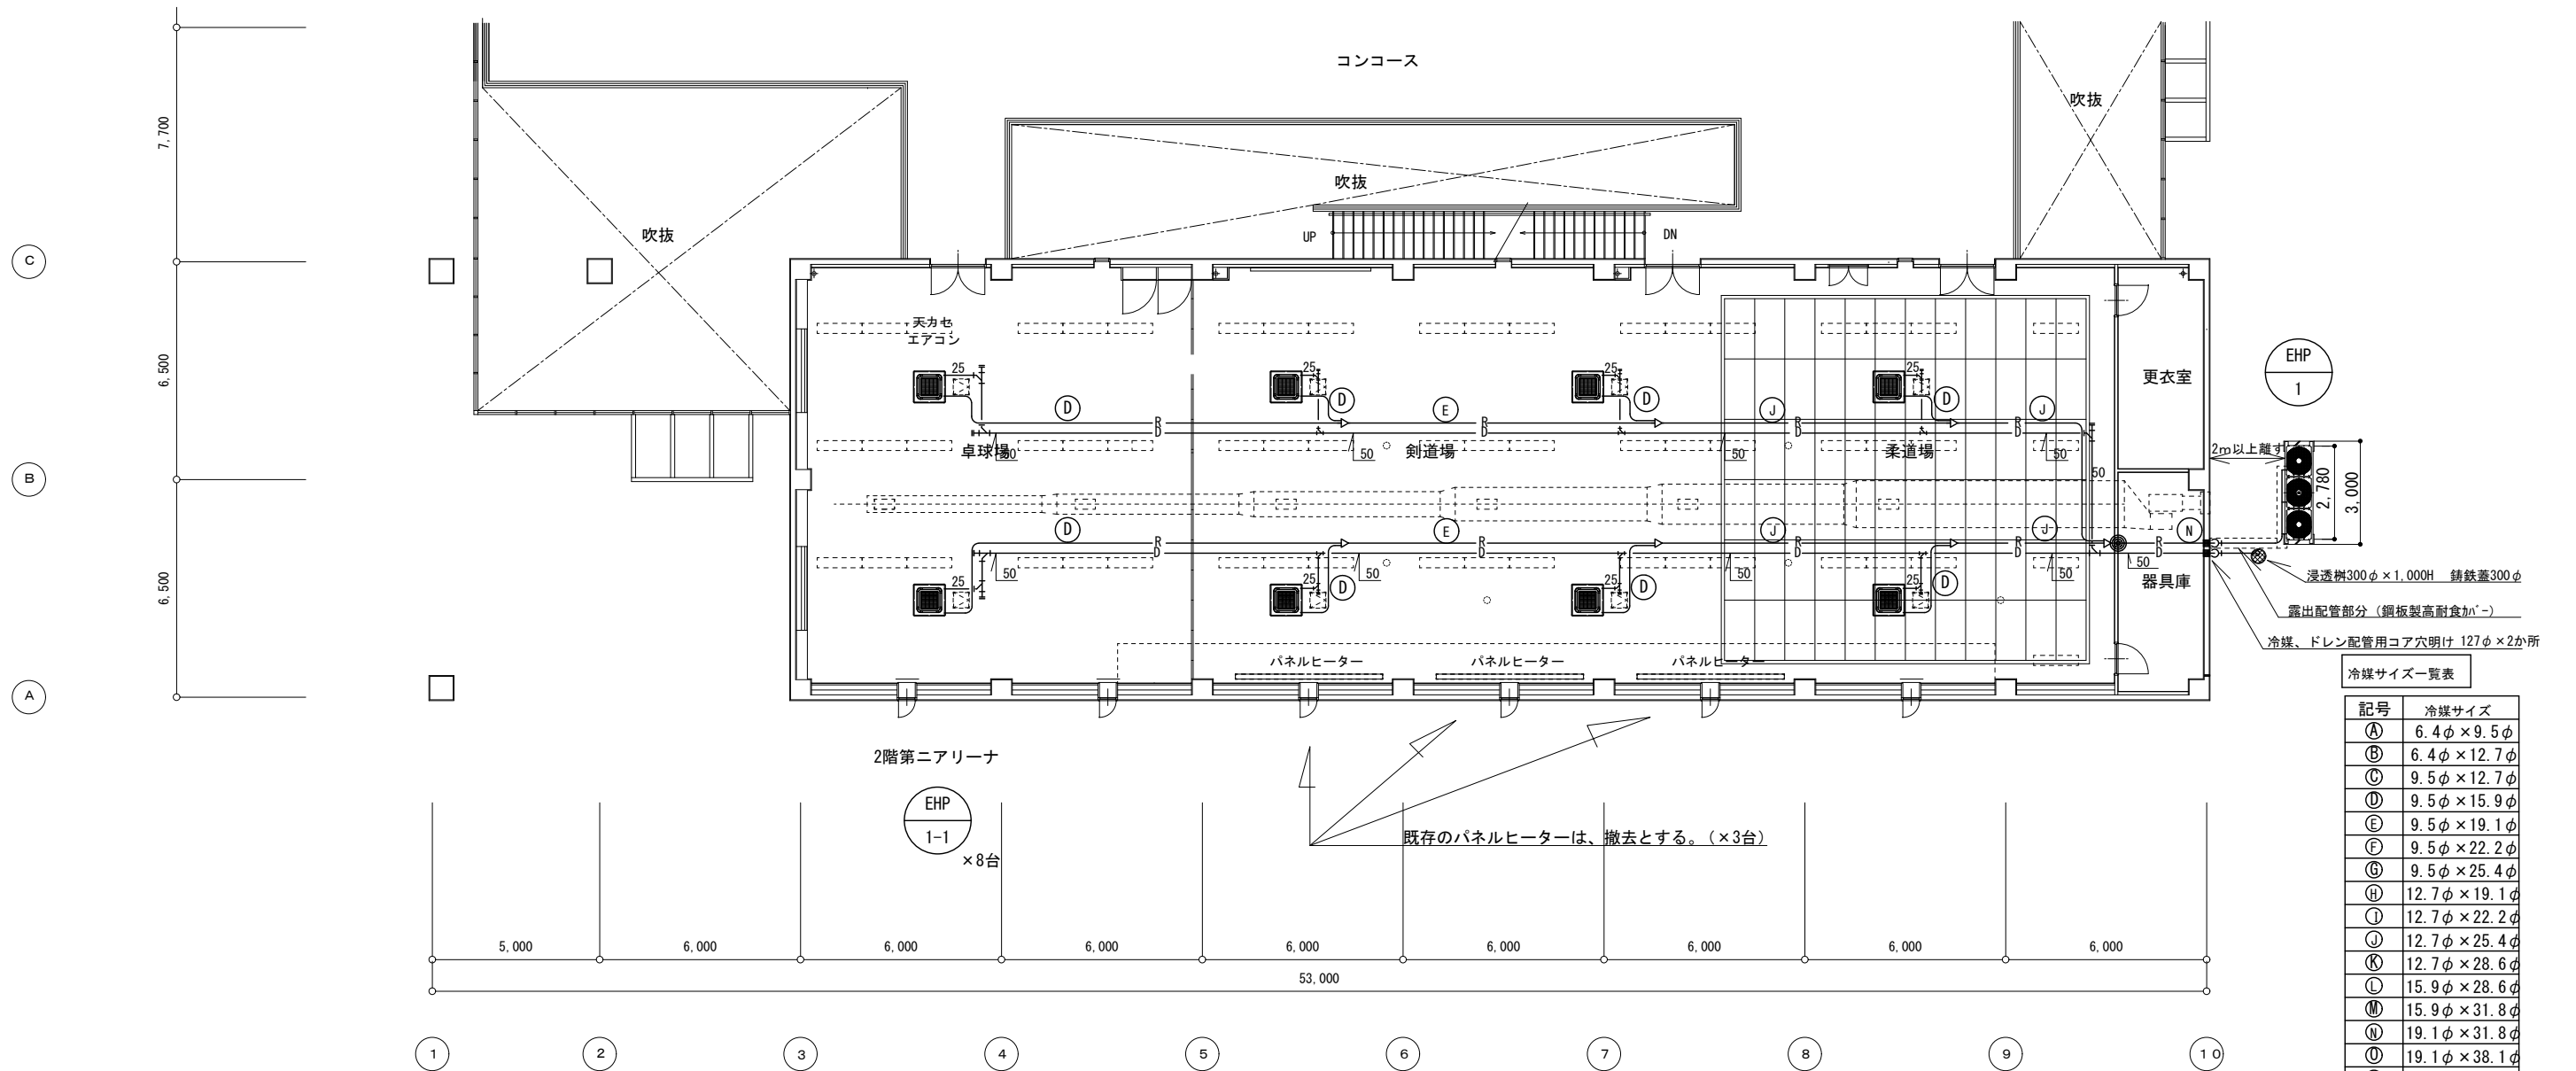 コンコース
吹抜
吹抜
吹抜
7,700
6,500
6,500
C
B
A
UP
DN
天カセ
エアコン
25
25
25
25
D
D
E
D
J
D
J
R
D
R
D
R
D
R
D
50
50
50
50
50
卓球場
剣道場
柔道場
更衣室
EHP
1
2m以上離す
2,780
3,000
D
E
J
J
N
R
D
R
D
R
D
R
D
R
D
50
50
50
50
50
25
25
25
25
D
D
D
器具庫
浸透桝300φ×1,000H 鋳鉄蓋300φ
露出配管部分（鋼板製高耐食ｶﾊﾞｰ）
冷媒、ドレン配管用コア穴明け 127φ×2か所
パネルヒーター
パネルヒーター
パネルヒーター
2階第ニアリーナ
EHP
1-1
×8台
既存のパネルヒーターは、撤去とする。（×3台）
冷媒サイズ一覧表
記号 冷媒サイズ
Ⓐ 6.4φ×9.5φ
Ⓑ 6.4φ×12.7φ
Ⓒ 9.5φ×12.7φ
Ⓓ 9.5φ×15.9φ
Ⓔ 9.5φ×19.1φ
Ⓕ 9.5φ×22.2φ
Ⓖ 9.5φ×25.4φ
Ⓗ 12.7φ×19.1φ
Ⓘ 12.7φ×22.2φ
Ⓙ 12.7φ×25.4φ
Ⓚ 12.7φ×28.6φ
Ⓛ 15.9φ×28.6φ
Ⓜ 15.9φ×31.8φ
Ⓝ 19.1φ×31.8φ
Ⓞ 19.1φ×38.1φ
5,000
6,000
6,000
6,000
6,000
6,000
6,000
6,000
6,000
53,000
1
2
3
4
5
6
7
8
9
10